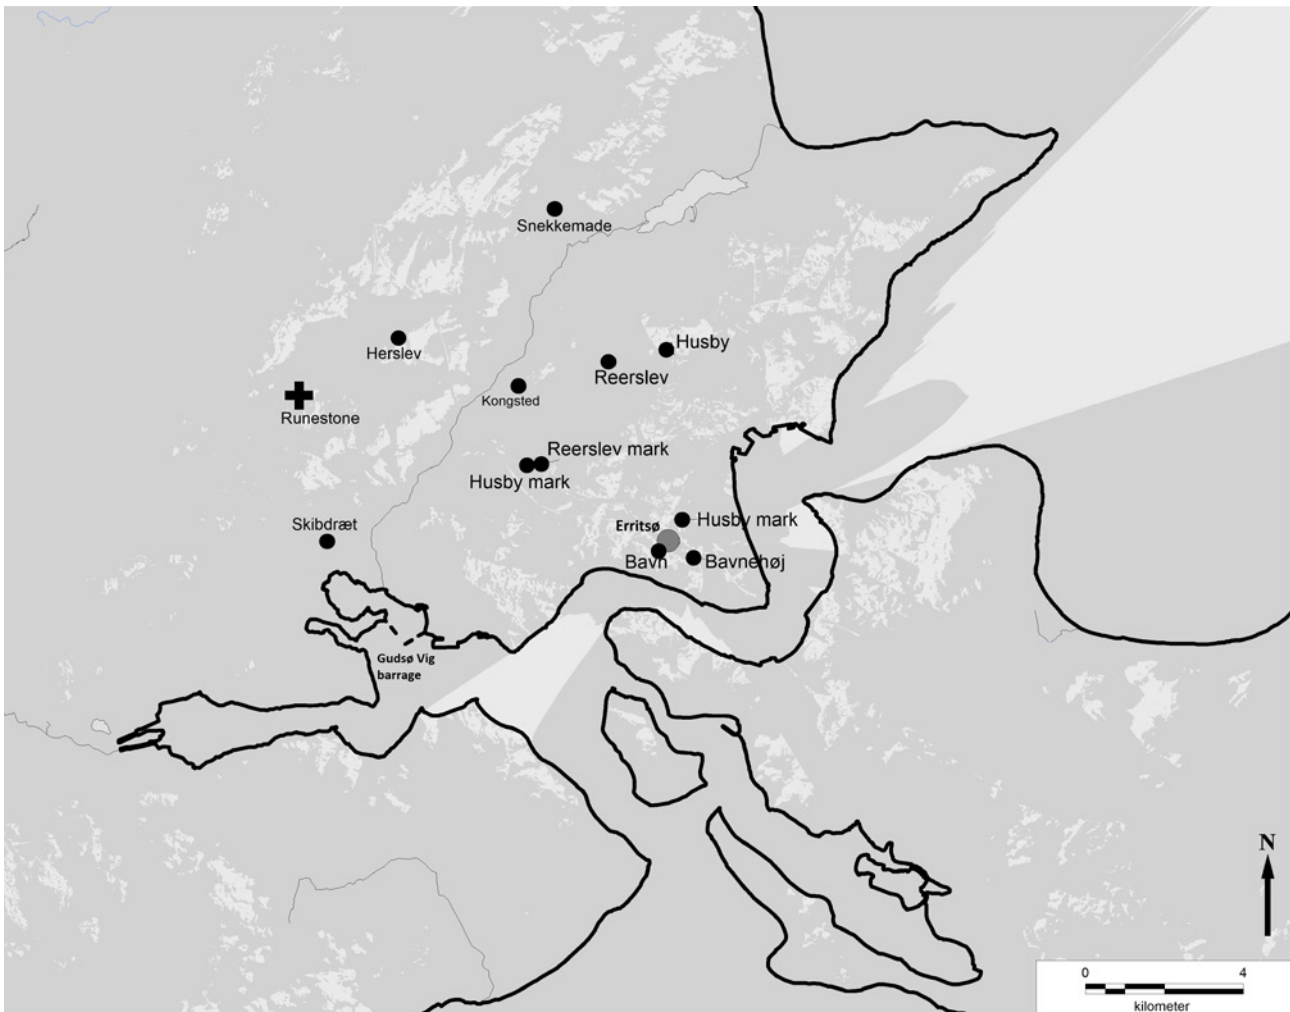 Snekkemade
Husby
Herslev
Reerslev
Kongsted
Runestone
Reerslev mark
Husby mark
Skibdræt
Erritsø
Husby mark
Bavn
Bavnehøj
Gudsø Vig
barrage
N
0 4
kilometer